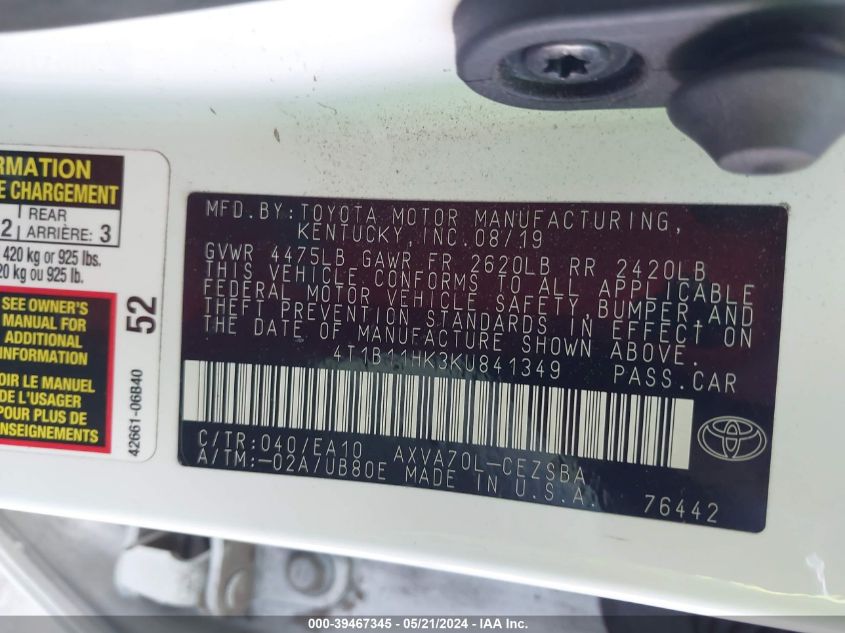 RMATION
E CHARGEMENT
2 REAR
ARRIÈRE: 3
420 kg or 925 lbs.
20 kg ou 925 lb.
SEE OWNER'S
MANUAL FOR
ADDITIONAL
INFORMATION
OIR LE MANUEL
DE L'USAGER
POUR PLUS DE
ENSEIGNEMENTS
52
42661-06B40
MFD.BY:TOYOTA MOTOR MANUFACTURING,
KENTUCKY,INC.08/19
GVWR 4475LB GAWR FR 2620LB RR 2420LB
THIS VEHICLE CONFORMS TO ALL APPLICABLE
FEDERAL MOTOR VEHICLE SAFETY,BUMPER AND
THEFT PREVENTION STANDARDS IN EFFECT ON
THE DATE OF MANUFACTURE SHOWN ABOVE.
4T1B11HK3KU841349 PASS.CAR
C/TR:040/EA10 AXVA70L-CEZSBA
A/TM:-02A/UB80E MADE IN U.S.A.
76442
000-39467345 - 05/21/2024 - IAA Inc.